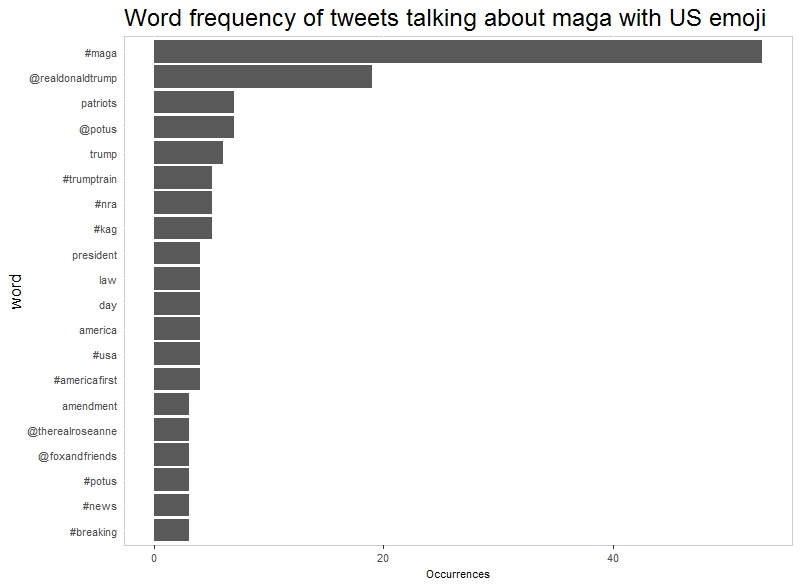 Word frequency of tweets talking about maga with US emoji
#maga
@realdonaldtrump
patriots
@potus
trump
#trumptrain
#nra
#kag
president
law
day
america
#usa
#americafirst
amendment
@therealroseanne
@foxandfriends
#potus
#news
#breaking
word
0 20 40
Occurrences